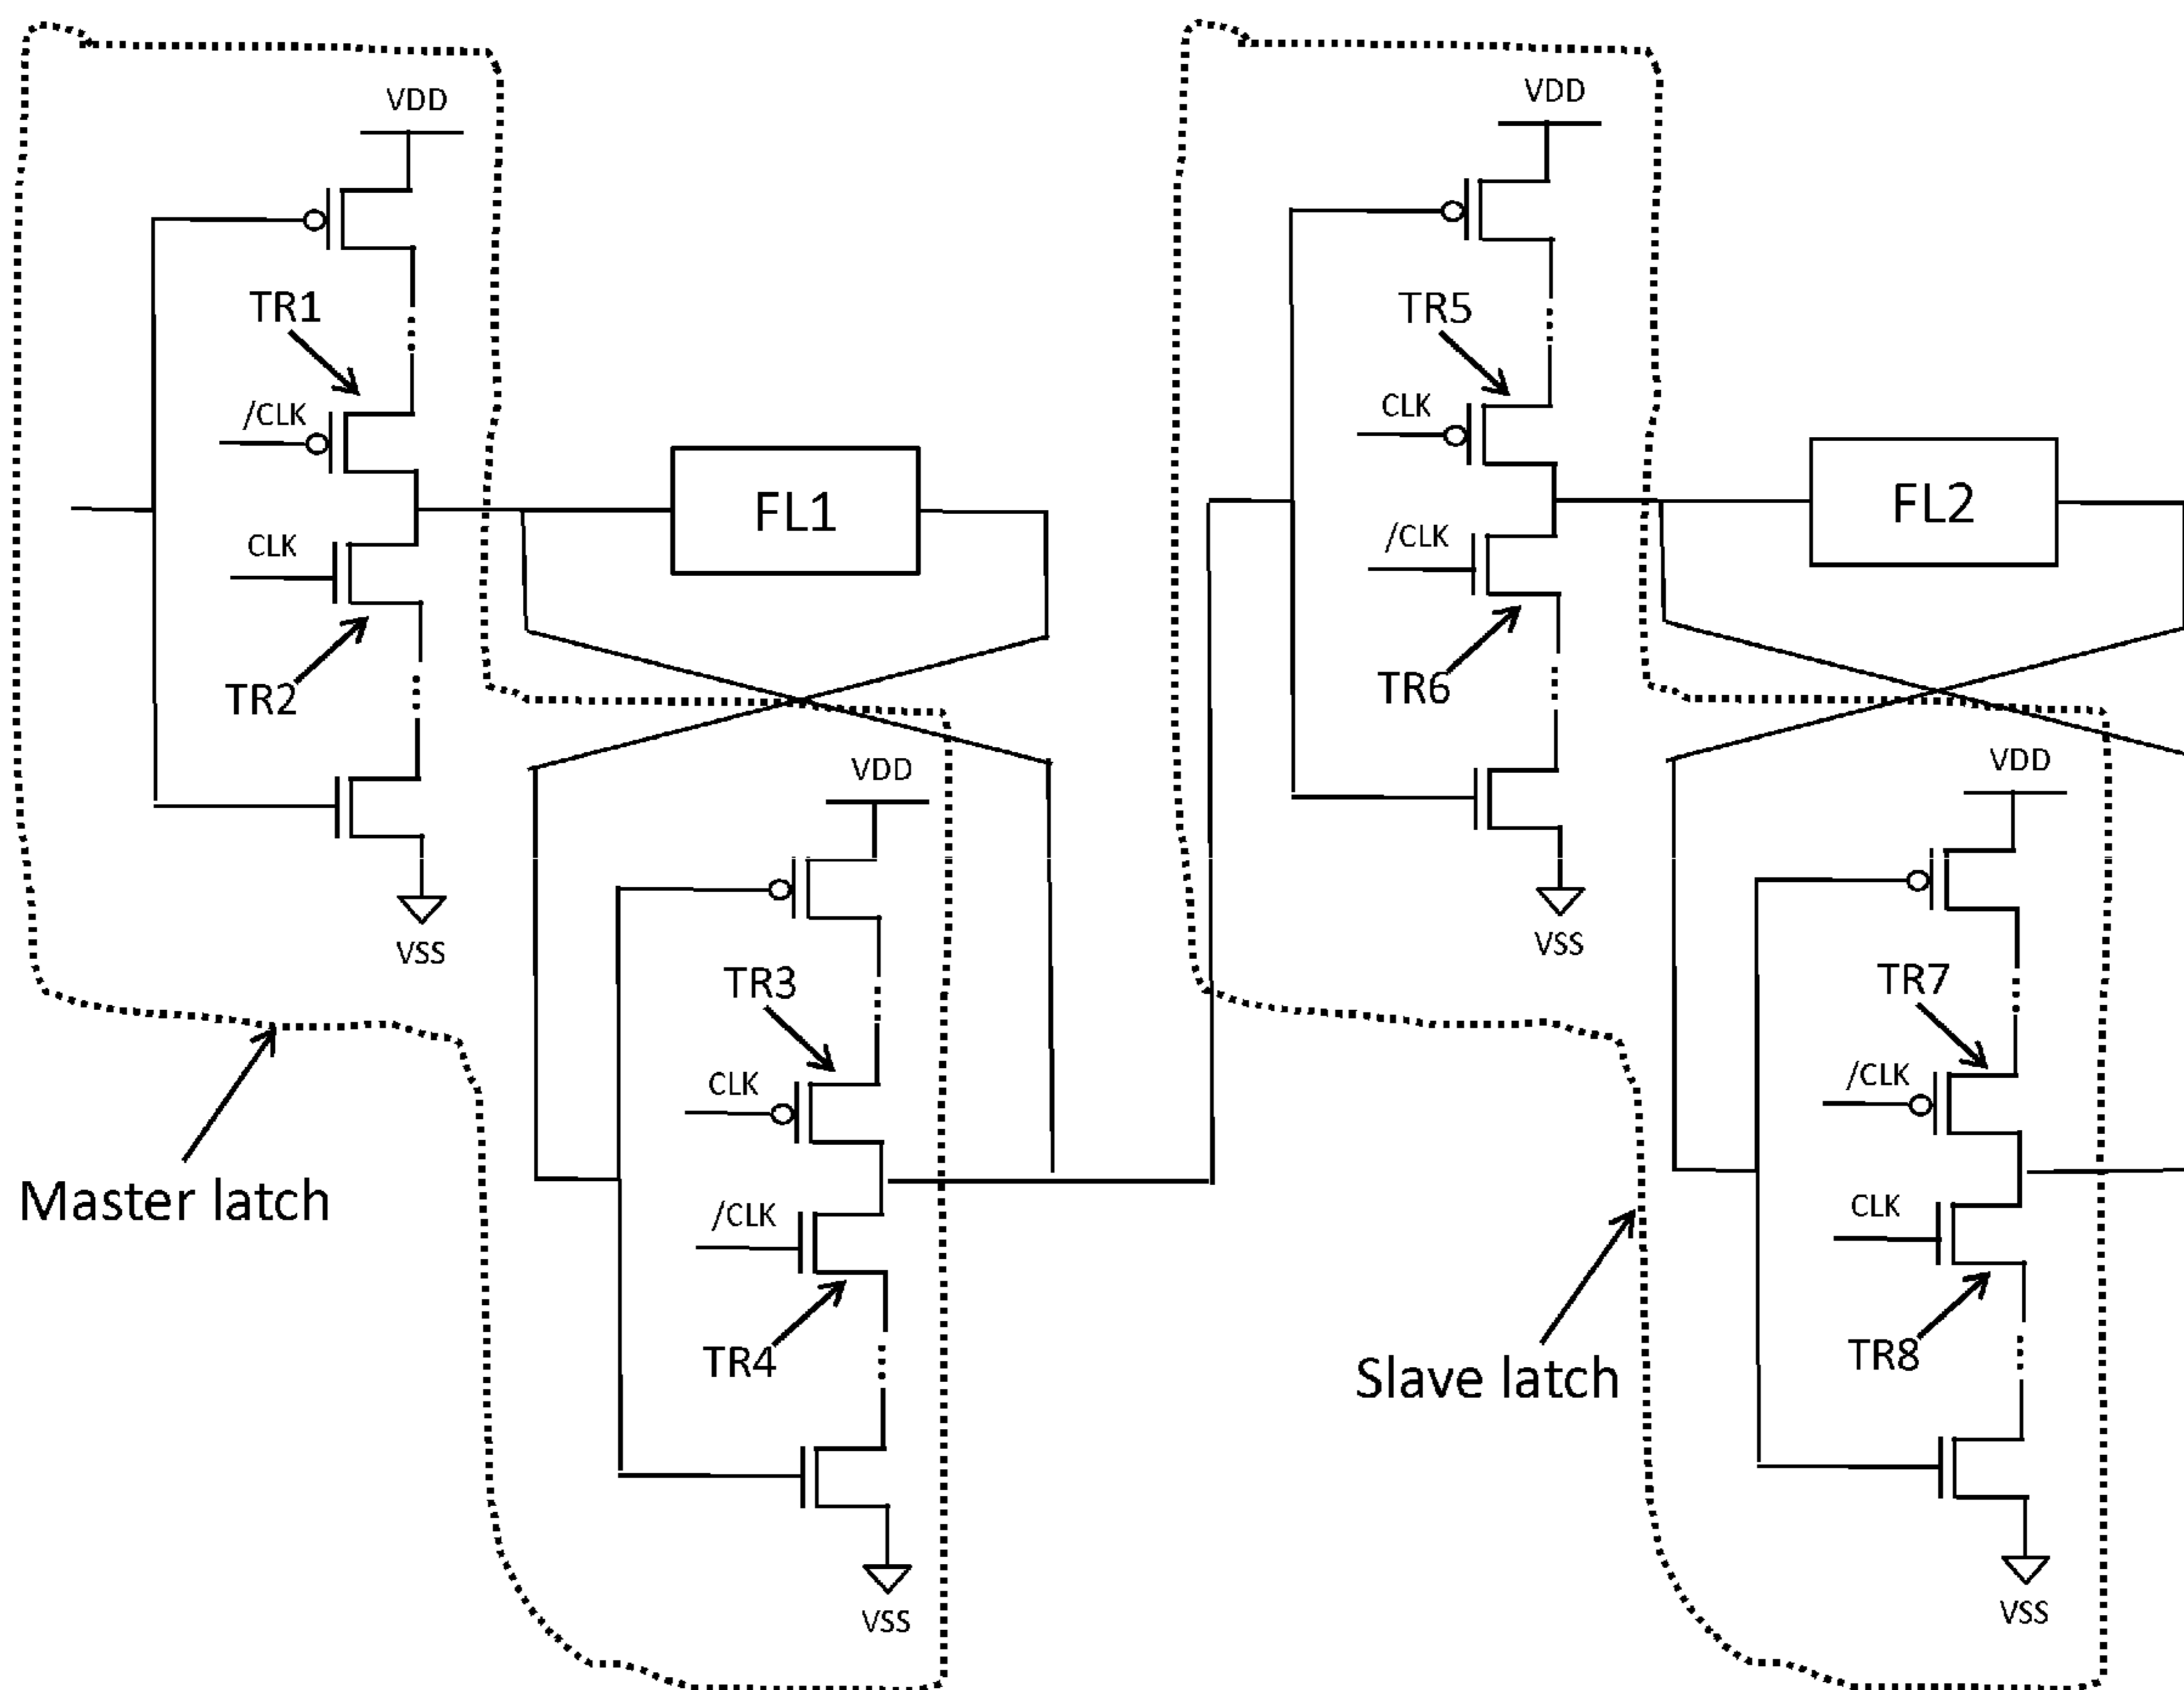 VDD
TR1
/CLK
CLK
TR2
VSS
FL1
VDD
TR3
CLK
/CLK
TR4
VSS
Master latch
VDD
TR5
CLK
/CLK
TR6
VSS
FL2
VDD
TR7
/CLK
CLK
TR8
VSS
Slave latch